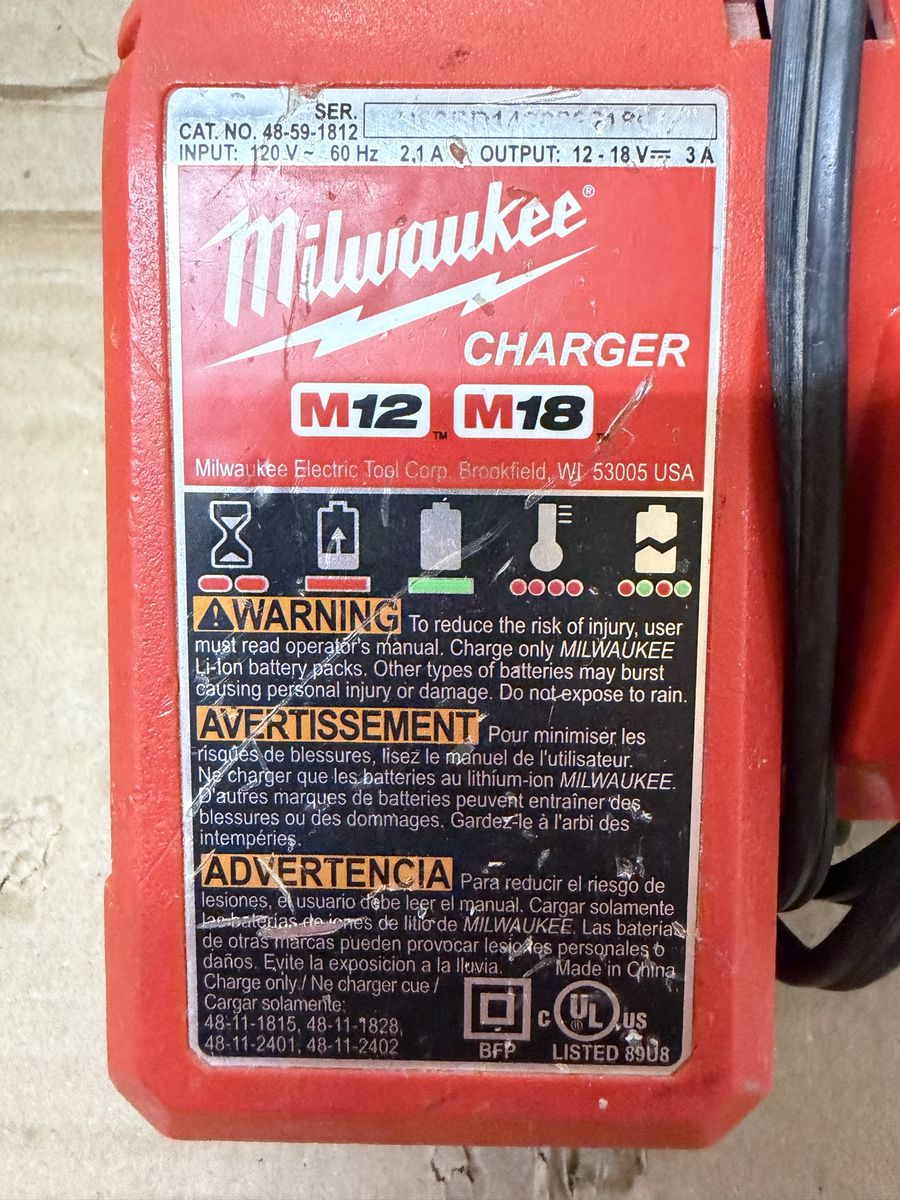 SER.
CAT. NO. 48-59-1812
INPUT: 120 V ~ 60 Hz 2,1 A OUTPUT: 12 - 18 V⎓ 3 A
Milwaukee®
CHARGER
M12™ M18™
Milwaukee Electric Tool Corp. Brookfield, WI 53005 USA
⚠WARNING To reduce the risk of injury, user
must read operator's manual. Charge only MILWAUKEE
Li-Ion battery packs. Other types of batteries may burst
causing personal injury or damage. Do not expose to rain.
AVERTISSEMENT Pour minimiser les
risques de blessures, lisez le manuel de l'utilisateur.
Ne charger que les batteries au lithium-ion MILWAUKEE.
D'autres marques de batteries peuvent entraîner des
blessures ou des dommages. Gardez-le à l'arbi des
intempéries.
ADVERTENCIA Para reducir el riesgo de
lesiones, el usuario debe leer el manual. Cargar solamente
las baterías de iones de litio de MILWAUKEE. Las baterías
de otras marcas pueden provocar lesiones personales o
daños. Evite la exposicion a la lluvia. Made in China
Charge only / Ne charger cue /
Cargar solamente:
48-11-1815, 48-11-1828,
48-11-2401, 48-11-2402
BFP
C UL US
LISTED 89U8